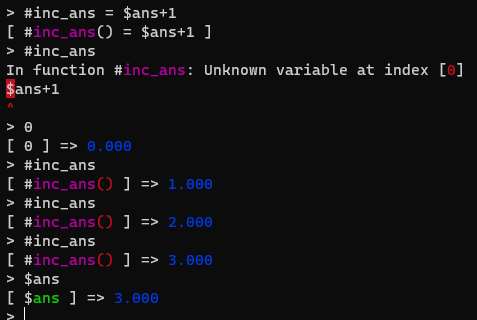 > #inc_ans = $ans+1
[ #inc_ans() = $ans+1 ]
> #inc_ans
In function #inc_ans: Unknown variable at index [0]
$ans+1
^
> 0
[ 0 ] => 0.000
> #inc_ans
[ #inc_ans() ] => 1.000
> #inc_ans
[ #inc_ans() ] => 2.000
> #inc_ans
[ #inc_ans() ] => 3.000
> $ans
[ $ans ] => 3.000
>